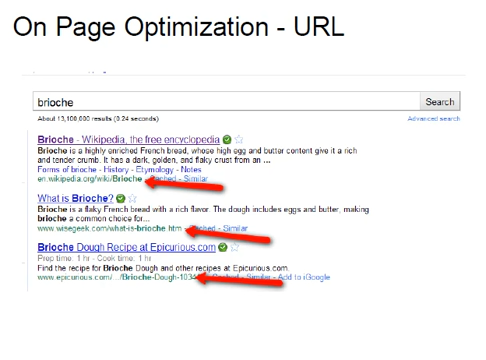 On Page Optimization - URL
brioche Search
About 13,100,000 results (0.24 seconds) Advanced search
Brioche - Wikipedia, the free encyclopedia
Brioche is a highly enriched French bread, whose high egg and butter content give it a rich
and tender crumb. It has a dark, golden, and flaky crust from an ...
Forms of brioche - History - Etymology - Notes
en.wikipedia.org/wiki/Brioche - Cached - Similar
What is Brioche?
Brioche is a flaky French bread with a rich flavor. The dough includes eggs and butter, making
brioche a common choice for...
www.wisegeek.com/what-is-brioche.htm - Cached - Similar
Brioche Dough Recipe at Epicurious.com
Prep time: 1 hr - Cook time: 1 hr
Find the recipe for Brioche Dough and other recipes at Epicurious.com.
www.epicurious.com/.../Brioche-Dough-1034 Cached - Similar - Add to iGoogle